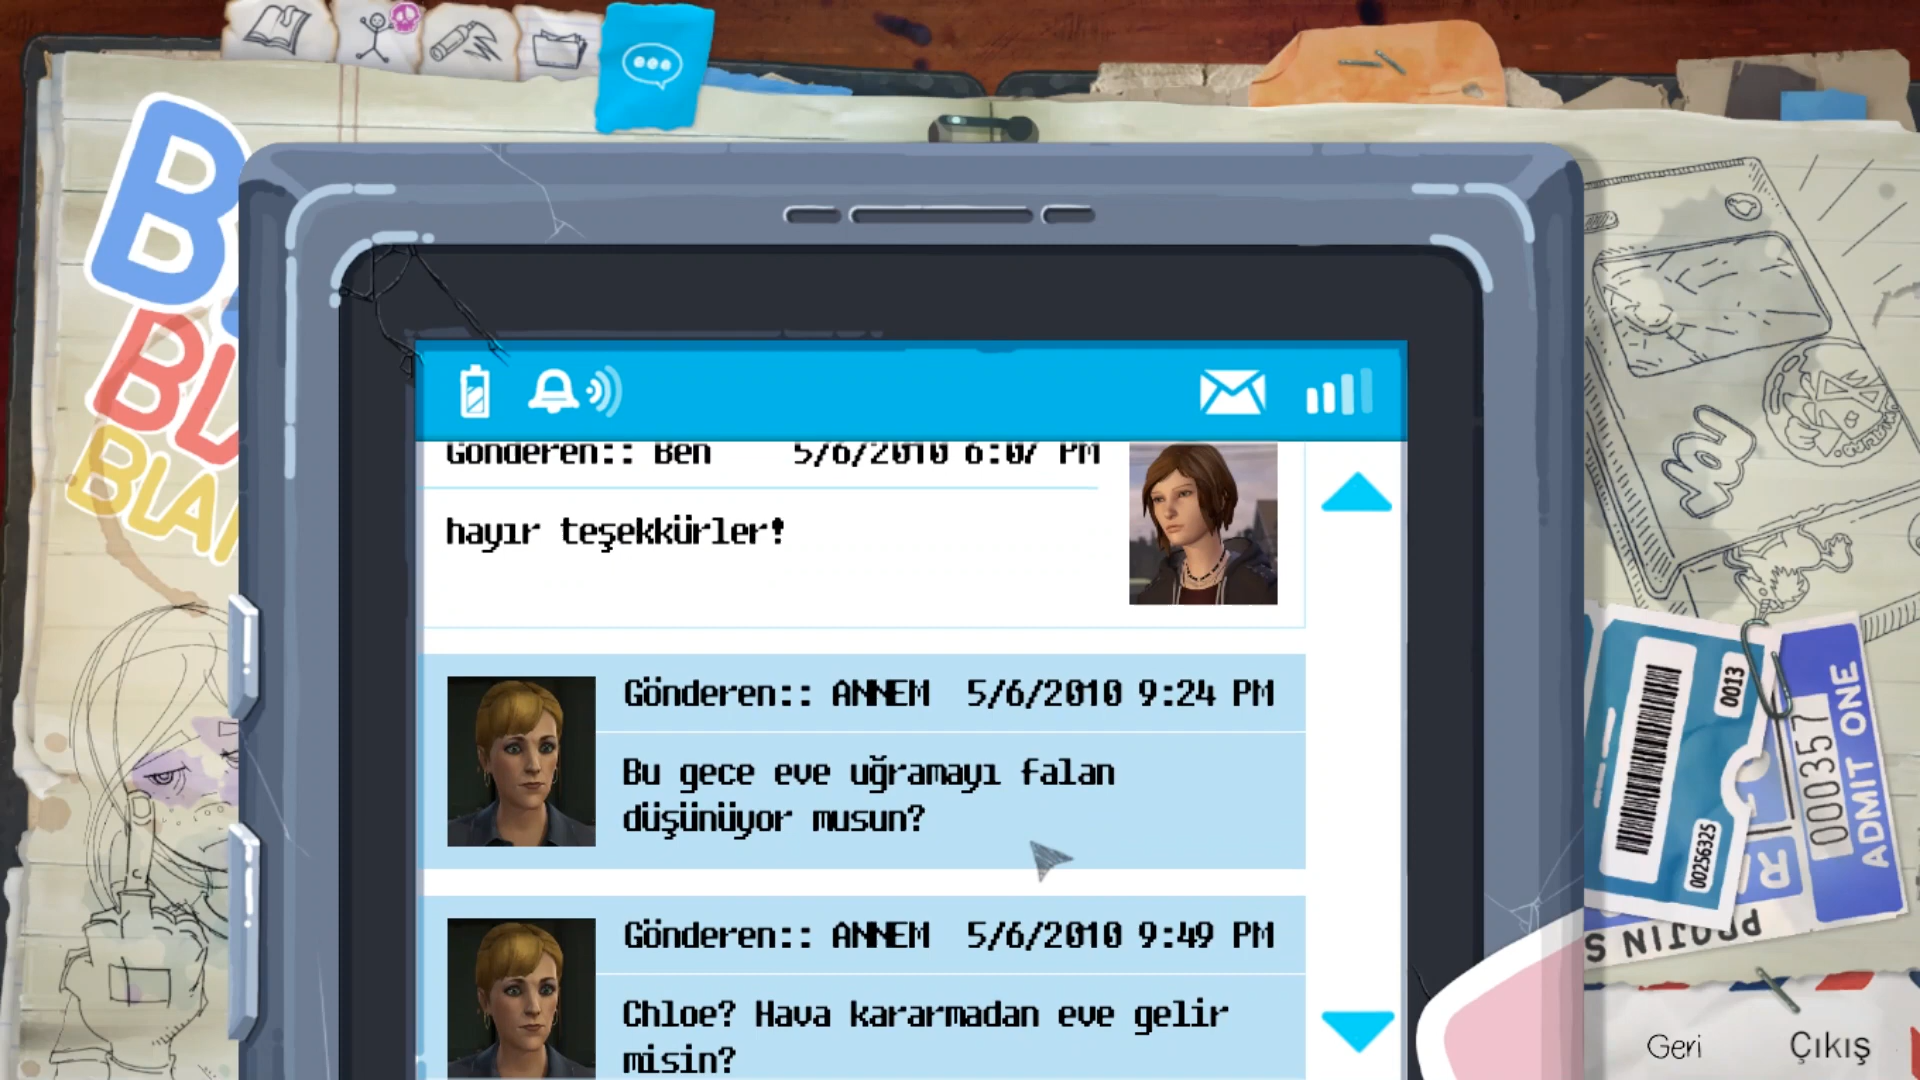 BLA
BLA
Gönderen:: Ben 5/6/2010 6:07 PM
hayır teşekkürler!
Gönderen:: ANNEM 5/6/2010 9:24 PM
Bu gece eve uğramayı falan
düşünüyor musun?
Gönderen:: ANNEM 5/6/2010 9:49 PM
Chloe? Hava kararmadan eve gelir
misin?
0013
00256325
000357
ADMIT ONE
Geri
Çıkış